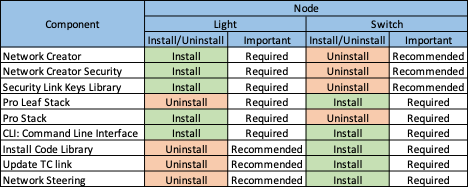 Component Node
Light Switch
Install/Uninstall Important Install/Uninstall Important
Network Creator Install Required Uninstall Recommended
Network Creator Security Install Required Uninstall Recommended
Security Link Keys Library Install Required Uninstall Recommended
Pro Leaf Stack Uninstall Required Install Required
Pro Stack Install Required Uninstall Required
CLI: Command Line Interface Install Required Install Required
Install Code Library Uninstall Recommended Install Required
Update TC link Uninstall Recommended Install Required
Network Steering Uninstall Recommended Install Required